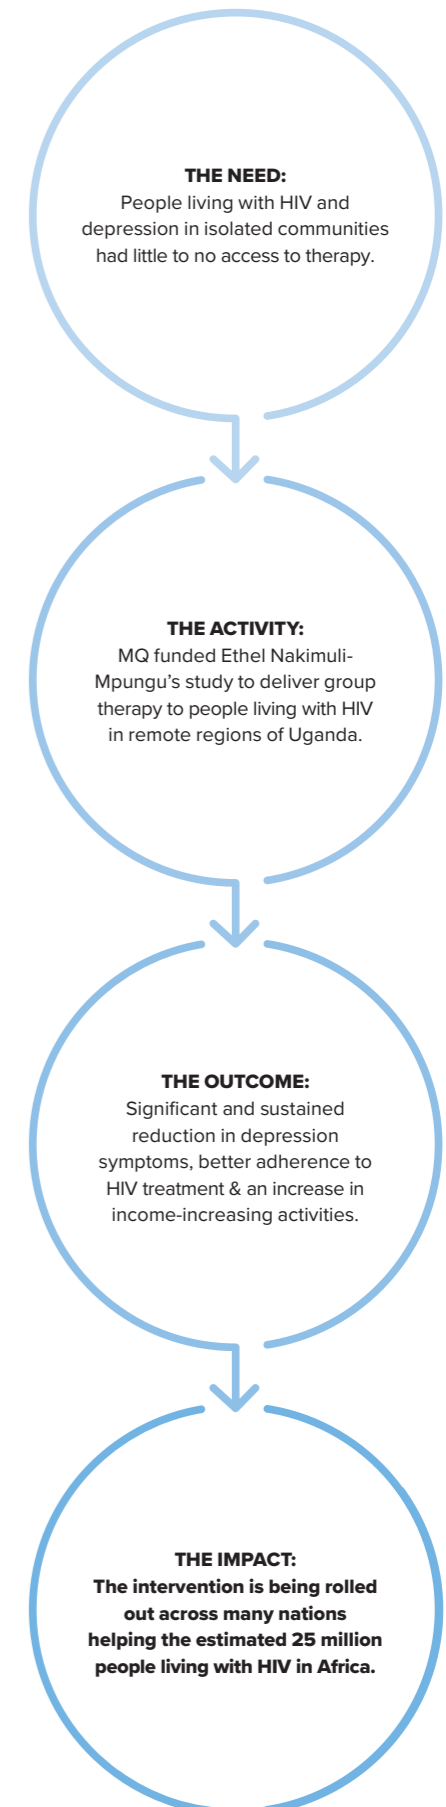 THE NEED:
People living with HIV and
depression in isolated communities
had little to no access to therapy.
THE ACTIVITY:
MQ funded Ethel Nakimuli-
Mpungu’s study to deliver group
therapy to people living with HIV
in remote regions of Uganda.
THE OUTCOME:
Significant and sustained
reduction in depression
symptoms, better adherence to
HIV treatment & an increase in
income-increasing activities.
THE IMPACT:
The intervention is being rolled
out across many nations
helping the estimated 25 million
people living with HIV in Africa.